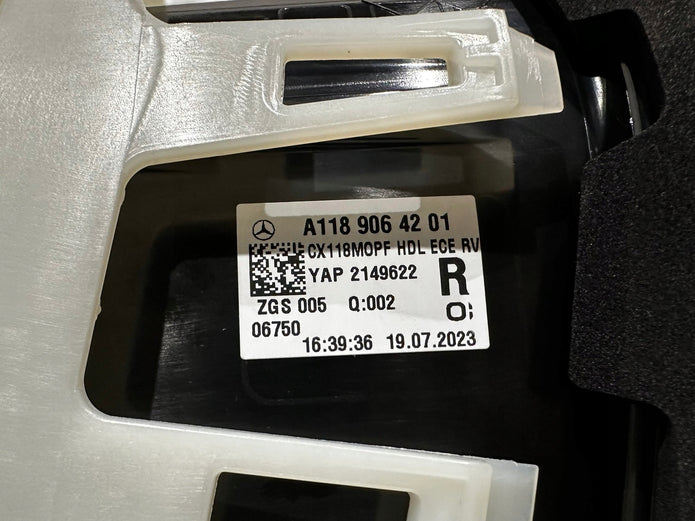 A118 906 42 01
CX118MOPF HDL ECE RV
YAP 2149622
R
ZGS 005 Q:002
06750
16:39:36 19.07.2023